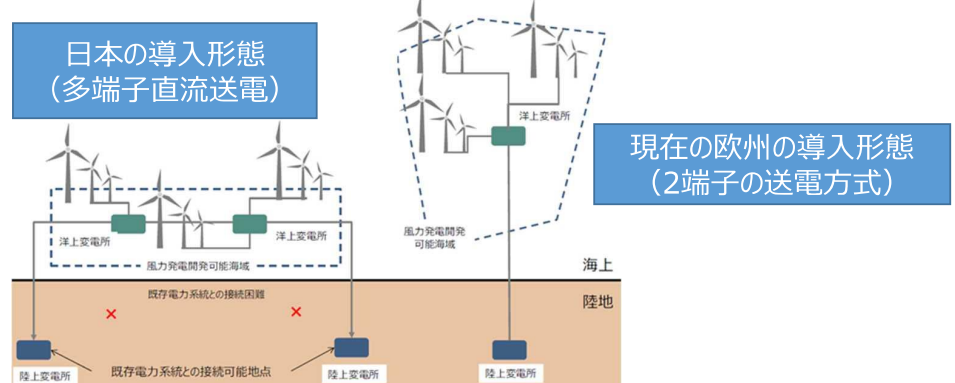 日本の導入形態
（多端子直流送電）
洋上変電所
現在の欧州の導入形態
（2端子の送電方式）
風力発電開発
可能海域
洋上変電所
洋上変電所
風力発電開発可能海域
海上
既存電力系統との接続困難
陸地
既存電力系統との接続可能地点
陸上変電所
陸上変電所
陸上変電所